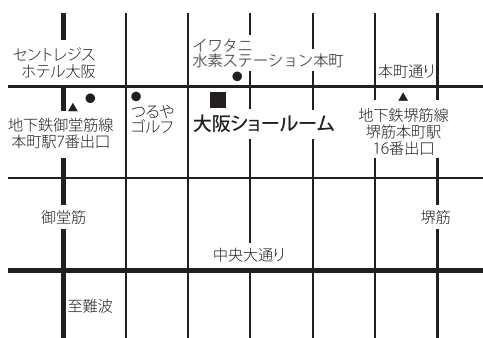 イワタニ
水素ステーション本町
セントレジス
ホテル大阪
本町通り
つるや
ゴルフ
大阪ショールーム
地下鉄御堂筋線
本町駅7番出口
地下鉄堺筋線
堺筋本町駅
16番出口
御堂筋
堺筋
中央大通り
至難波